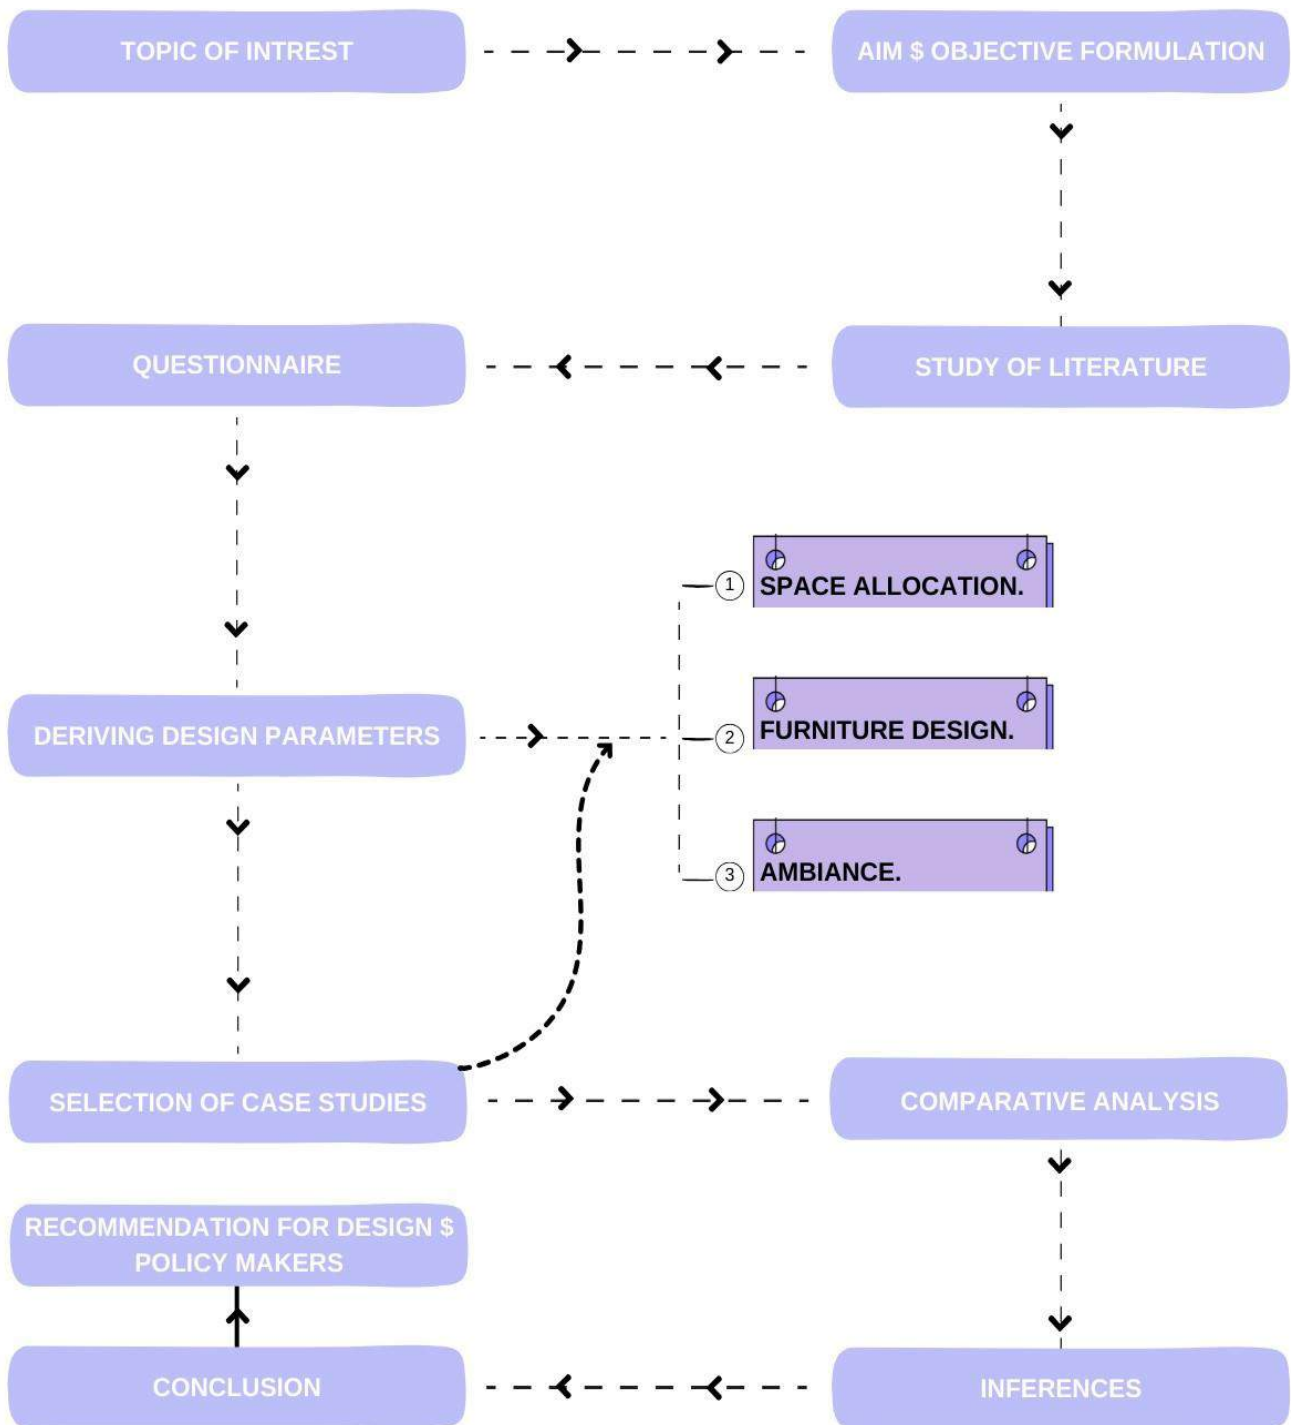 TOPIC OF INTREST
AIM $ OBJECTIVE FORMULATION
QUESTIONNAIRE
STUDY OF LITERATURE
1
SPACE ALLOCATION.
DERIVING DESIGN PARAMETERS
2
FURNITURE DESIGN.
3
AMBIANCE.
SELECTION OF CASE STUDIES
COMPARATIVE ANALYSIS
RECOMMENDATION FOR DESIGN $
POLICY MAKERS
CONCLUSION
INFERENCES